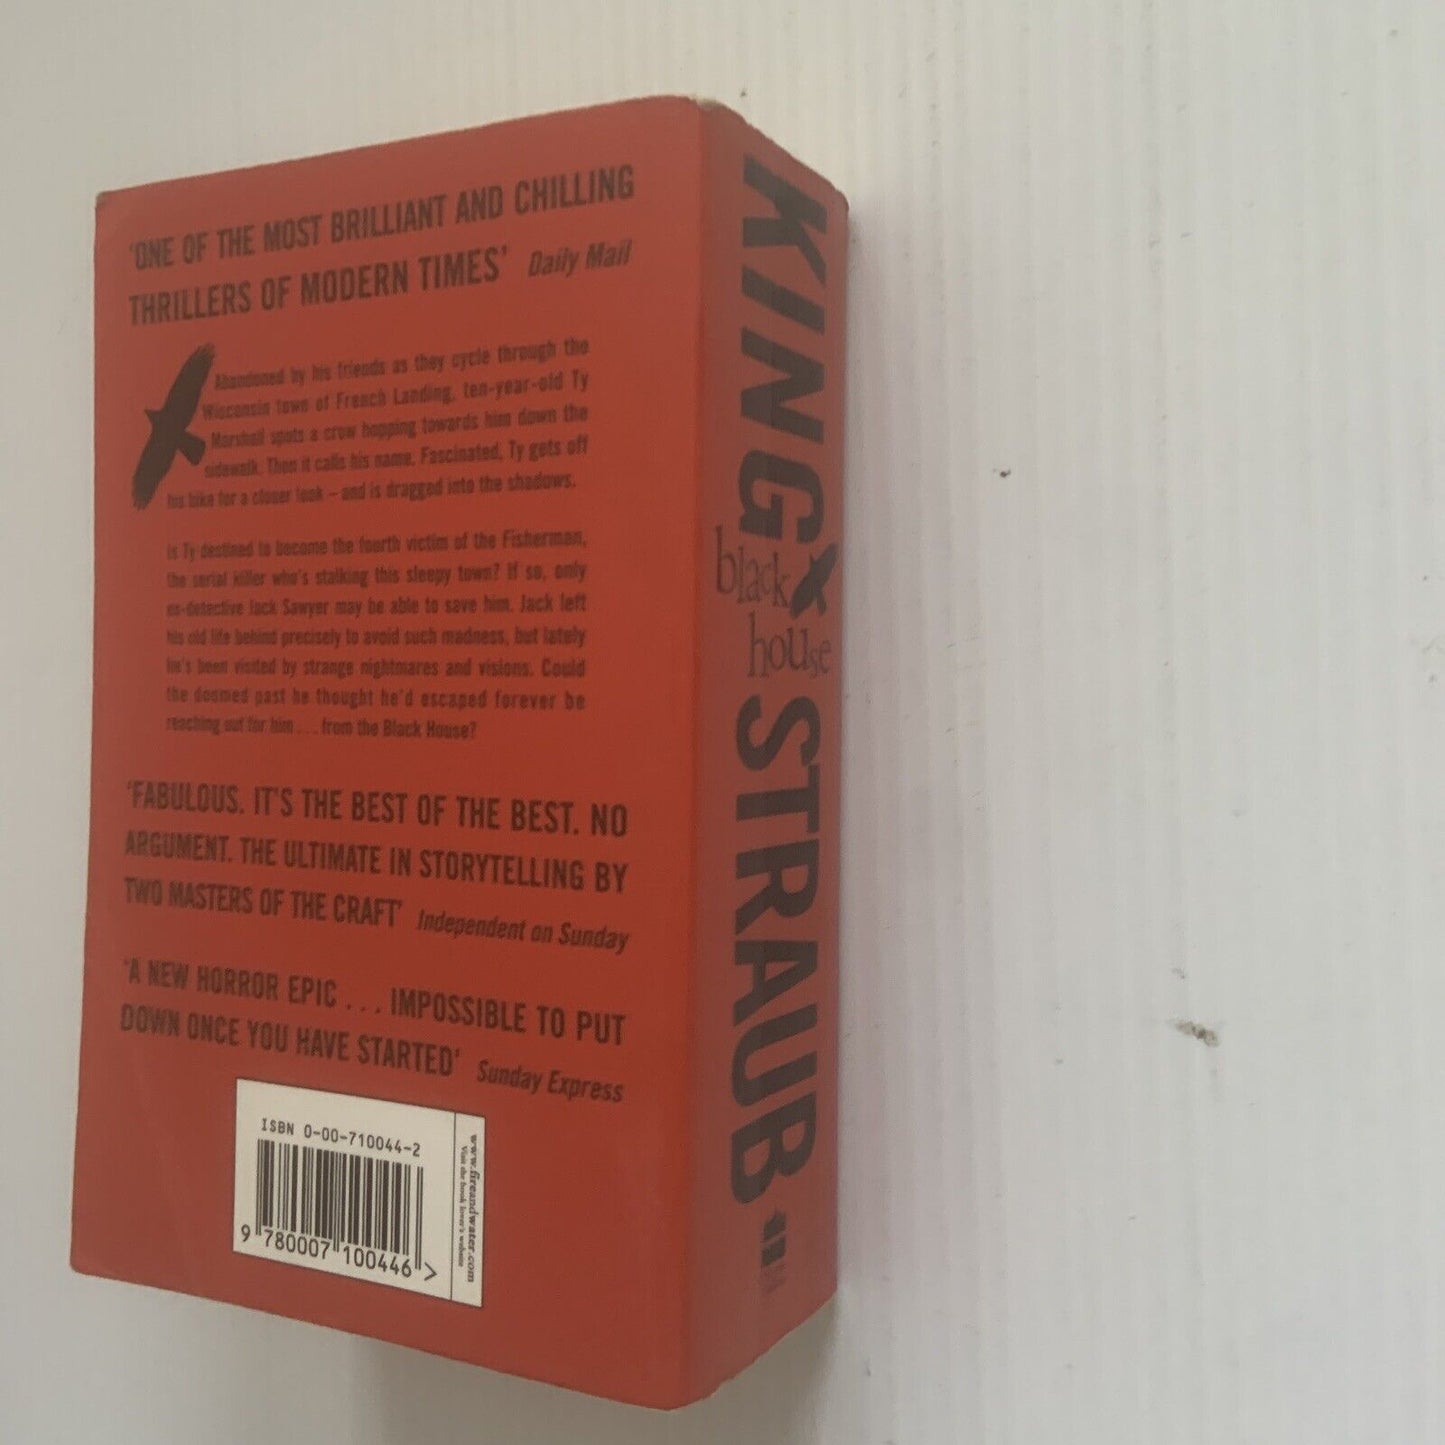 'ONE OF THE MOST BRILLIANT AND CHILLING
THRILLERS OF MODERN TIMES' Daily Mail
Abandoned by his friends as they cycle through the
Wisconsin town of French Landing, ten-year-old Ty
Marshall spots a crow hopping towards him down the
sidewalk. Then it calls his name. Fascinated, Ty gets off
his bike for a closer look – and is dragged into the shadows.
Is Ty destined to become the fourth victim of the Fisherman,
the serial killer who's stalking this sleepy town? If so, only
ex-detective Jack Sawyer may be able to save him. Jack left
his old life behind precisely to avoid such madness, but lately
he's been visited by strange nightmares and visions. Could
the doomed past he thought he'd escaped forever be
reaching out for him . . . from the Black House?
'FABULOUS. IT'S THE BEST OF THE BEST. NO
ARGUMENT. THE ULTIMATE IN STORYTELLING BY
TWO MASTERS OF THE CRAFT' Independent on Sunday
'A NEW HORROR EPIC . . . IMPOSSIBLE TO PUT
DOWN ONCE YOU HAVE STARTED' Sunday Express
ISBN 0-00-710044-2
9 780007 100446 >
www.fireandwater.com
Visit the book lover's website
KING
black
house
STRAUB